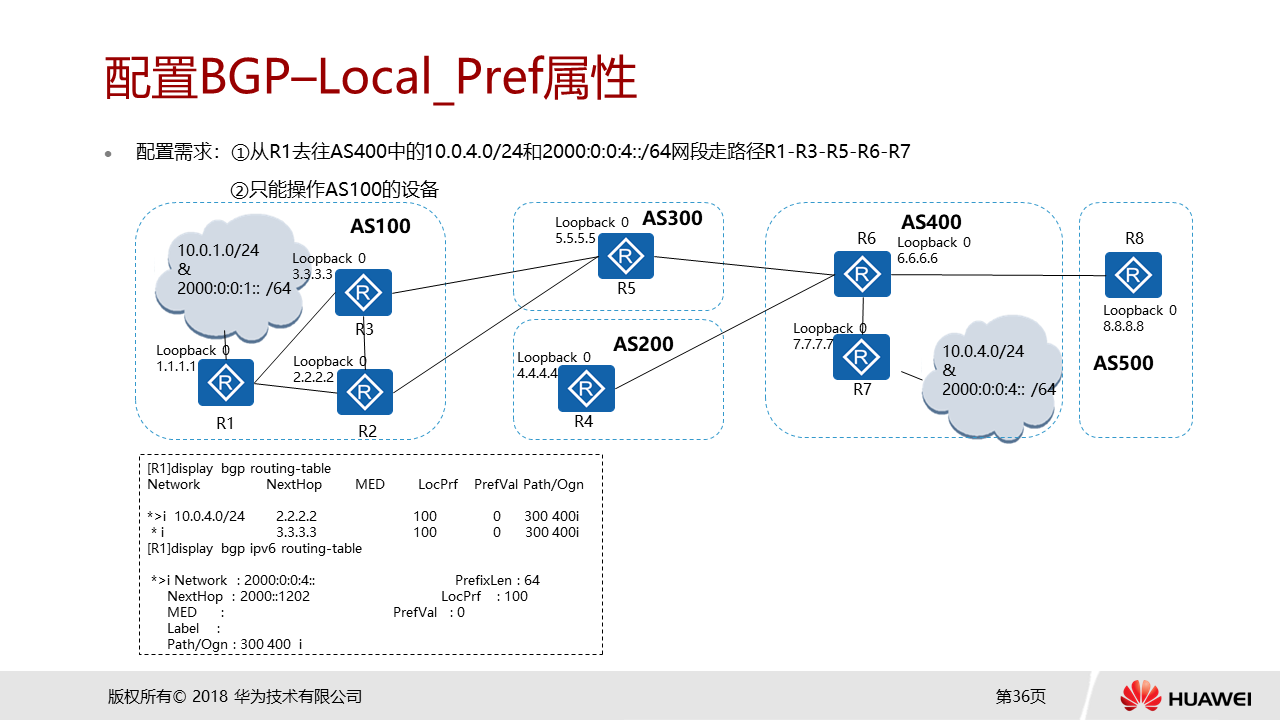 配置BGP–Local_Pref属性
• 配置需求：①从R1去往AS400中的10.0.4.0/24和2000:0:0:4::/64网段走路径R1-R3-R5-R6-R7
②只能操作AS100的设备
AS100
10.0.1.0/24
&
2000:0:0:1:: /64
Loopback 0
3.3.3.3
R3
Loopback 0
1.1.1.1
R1
Loopback 0
2.2.2.2
R2
AS300
Loopback 0
5.5.5.5
R5
AS200
Loopback 0
4.4.4.4
R4
AS400
R6
Loopback 0
6.6.6.6
Loopback 0
7.7.7.7
R7
10.0.4.0/24
&
2000:0:0:4:: /64
R8
Loopback 0
8.8.8.8
AS500
[R1]display bgp routing-table
Network NextHop MED LocPrf PrefVal Path/Ogn
*>i 10.0.4.0/24 2.2.2.2 100 0 300 400i
* i 3.3.3.3 100 0 300 400i
[R1]display bgp ipv6 routing-table
*>i Network : 2000:0:0:4:: PrefixLen : 64
NextHop : 2000::1202 LocPrf : 100
MED : PrefVal : 0
Label :
Path/Ogn : 300 400 i
版权所有© 2018 华为技术有限公司
第36页
HUAWEI